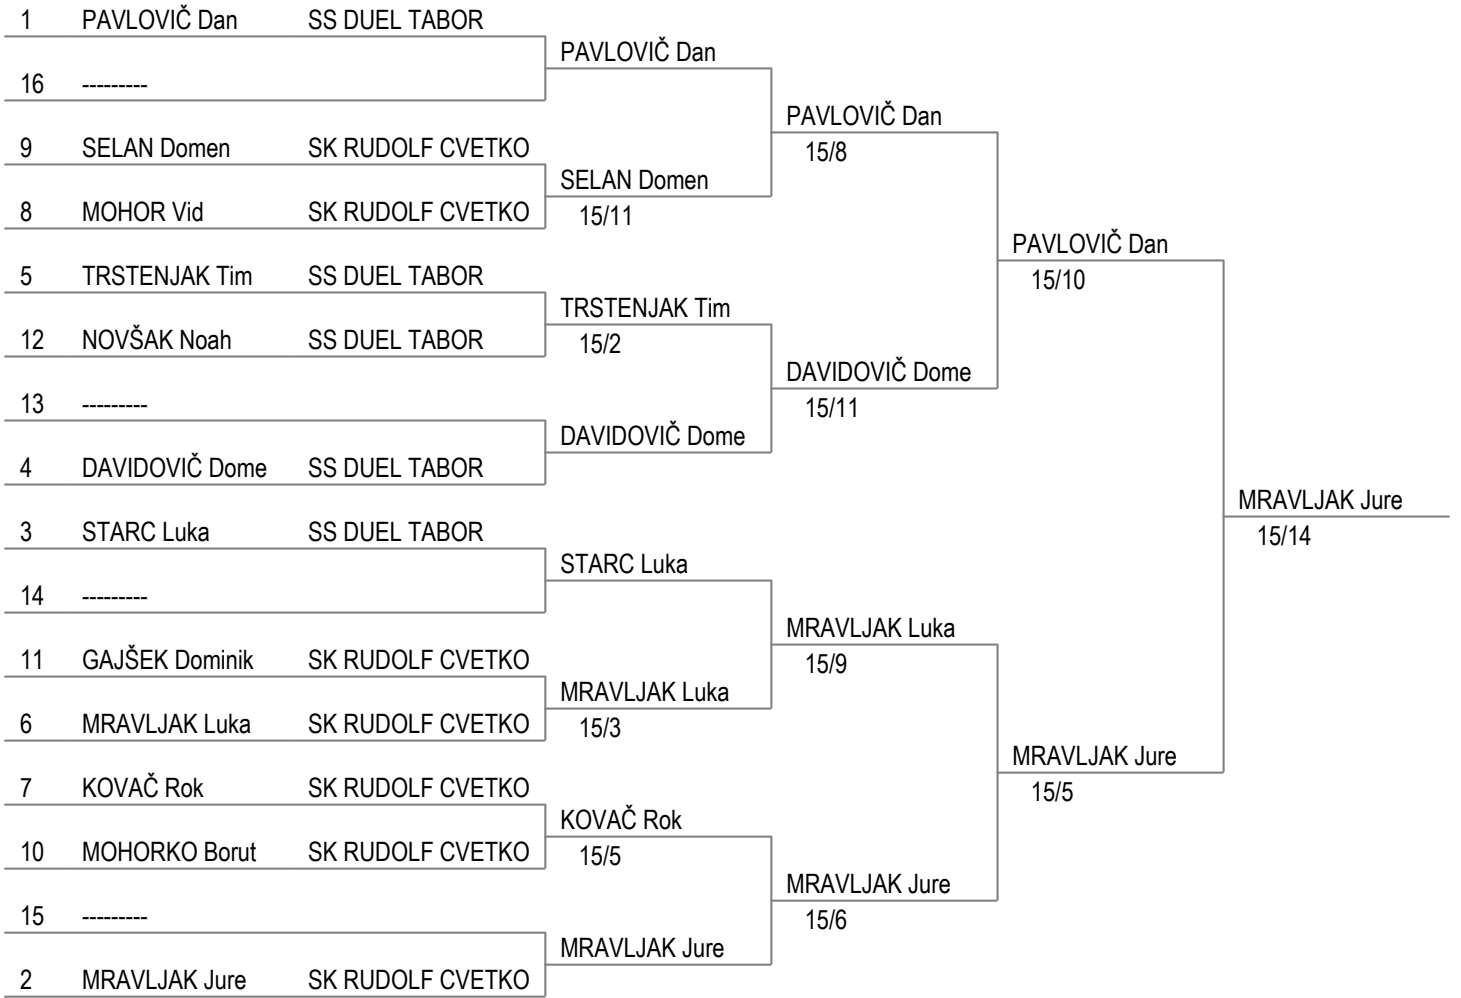 1 PAVLOVIČ Dan SS DUEL TABOR
PAVLOVIČ Dan
16 ---------
PAVLOVIČ Dan
15/8
9 SELAN Domen SK RUDOLF CVETKO
SELAN Domen
15/11
8 MOHOR Vid SK RUDOLF CVETKO
PAVLOVIČ Dan
15/10
5 TRSTENJAK Tim SS DUEL TABOR
TRSTENJAK Tim
15/2
12 NOVŠAK Noah SS DUEL TABOR
DAVIDOVIČ Dome
15/11
13 ---------
DAVIDOVIČ Dome
4 DAVIDOVIČ Dome SS DUEL TABOR
MRAVLJAK Jure
15/14
3 STARC Luka SS DUEL TABOR
STARC Luka
14 ---------
MRAVLJAK Luka
15/9
11 GAJŠEK Dominik SK RUDOLF CVETKO
MRAVLJAK Luka
15/3
6 MRAVLJAK Luka SK RUDOLF CVETKO
MRAVLJAK Jure
15/5
7 KOVAČ Rok SK RUDOLF CVETKO
KOVAČ Rok
15/5
10 MOHORKO Borut SK RUDOLF CVETKO
MRAVLJAK Jure
15/6
15 ---------
MRAVLJAK Jure
2 MRAVLJAK Jure SK RUDOLF CVETKO